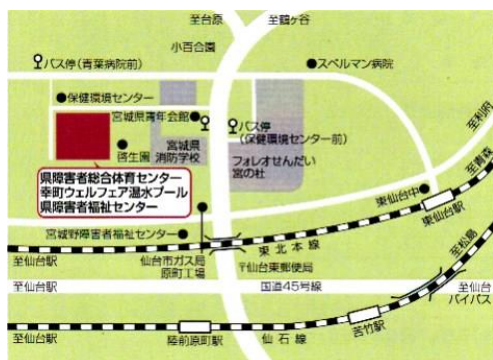 至台原
至鶴ヶ谷
小百合園
バス停(青葉病院前)
スペルマン病院
保健環境センター
宮城県青年会館
バス停
(保健環境センター前)
至利府
啓生園
宮城県
消防学校
フォレオせんだい
宮の杜
至青森
県障害者総合体育センター
幸町ウェルフェア温水プール
県障害者福祉センター
東仙台中
東仙台駅
宮城野障害者福祉センター
至仙台駅
東北本線
至松島
仙台市ガス局
原町工場
〒仙台東郵便局
至仙台駅
国道45号線
至仙台
バイパス
苦竹駅
至仙台駅
陸前原町駅
仙石線